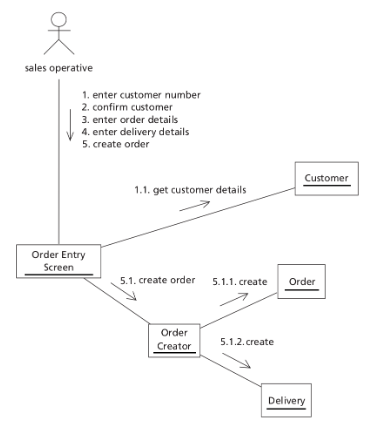 sales operative
1. enter customer number
2. confirm customer
3. enter order details
4. enter delivery details
5. create order
Customer
1.1. get customer details
Order Entry
Screen
5.1. create order
5.1.1. create
Order
Order
Creator
5.1.2. create
Delivery